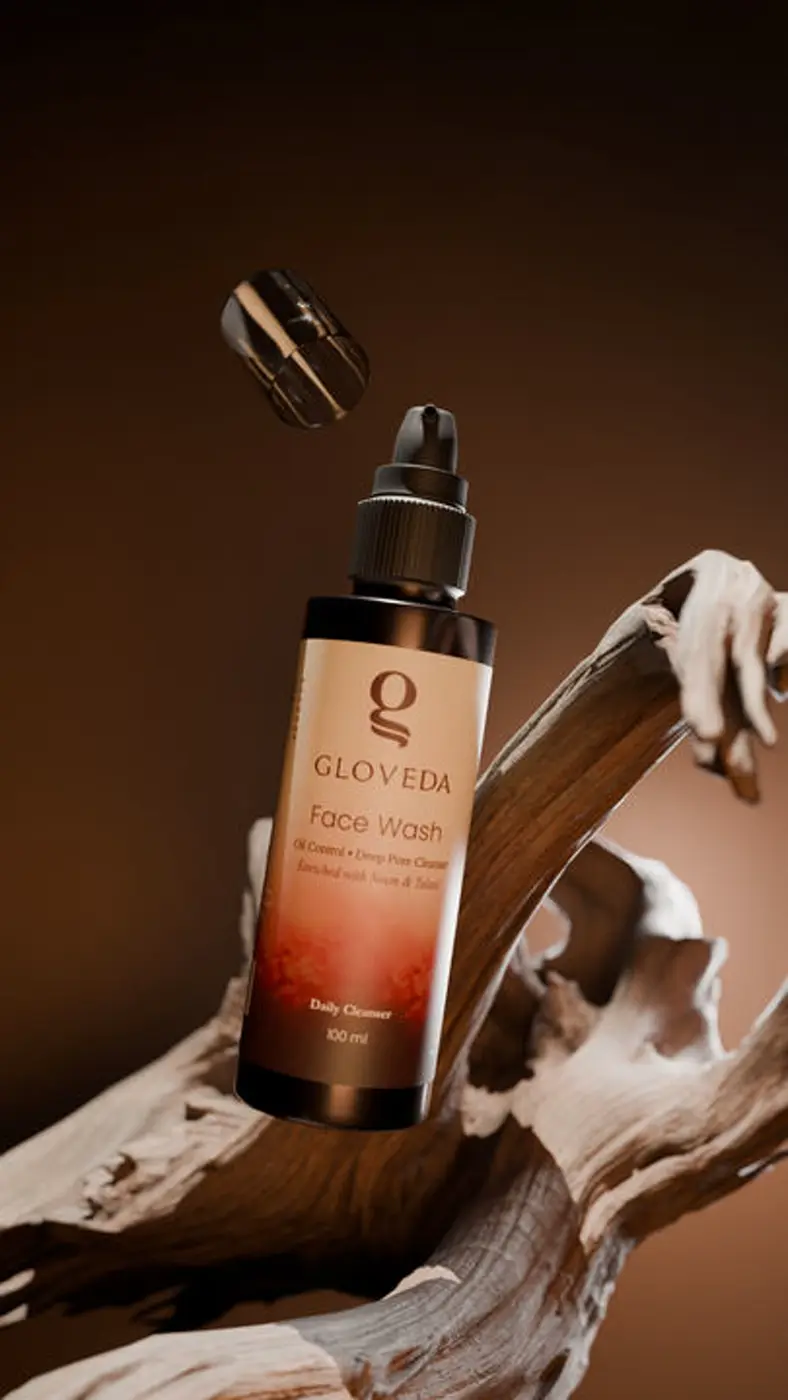 g
GLOVEDA
Face Wash
Oil Control • Deep Pore Cleanser
Enriched with Neem & Tulsi
Daily Cleanser
100 ml